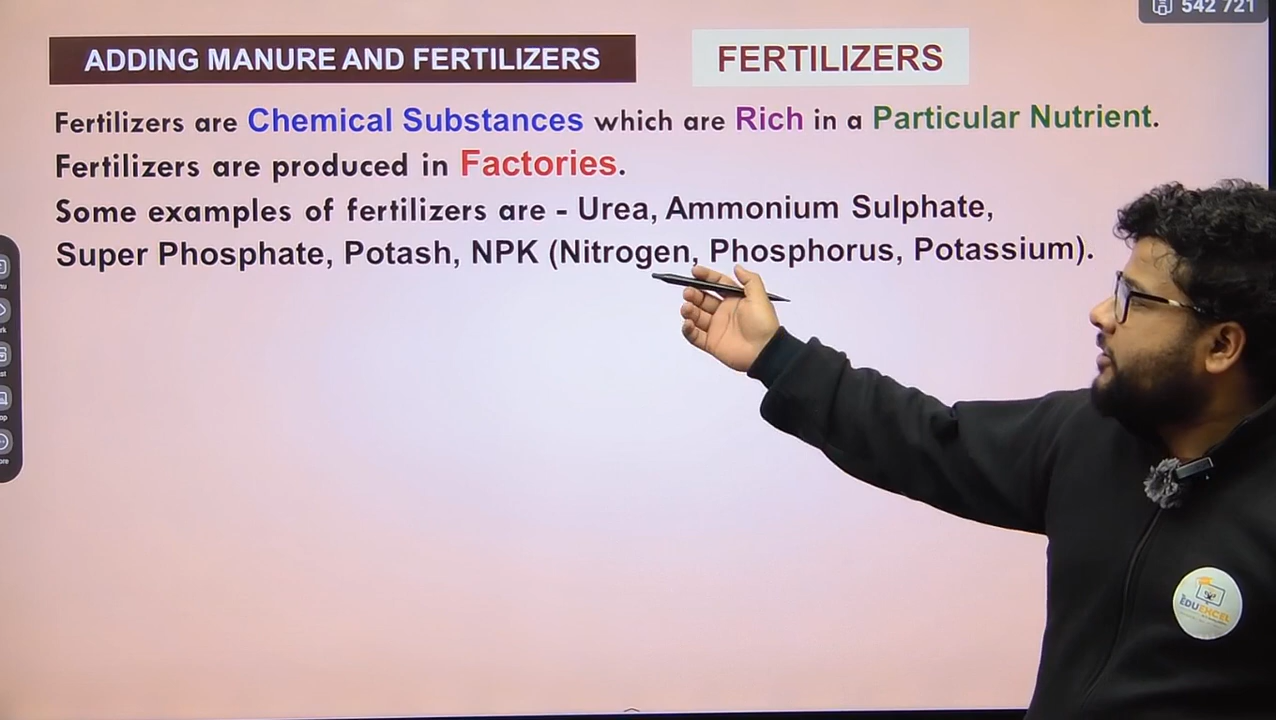 542 721
ADDING MANURE AND FERTILIZERS
FERTILIZERS
Fertilizers are Chemical Substances which are Rich in a Particular Nutrient.
Fertilizers are produced in Factories.
Some examples of fertilizers are - Urea, Ammonium Sulphate,
Super Phosphate, Potash, NPK (Nitrogen, Phosphorus, Potassium).
EDUEXCEL